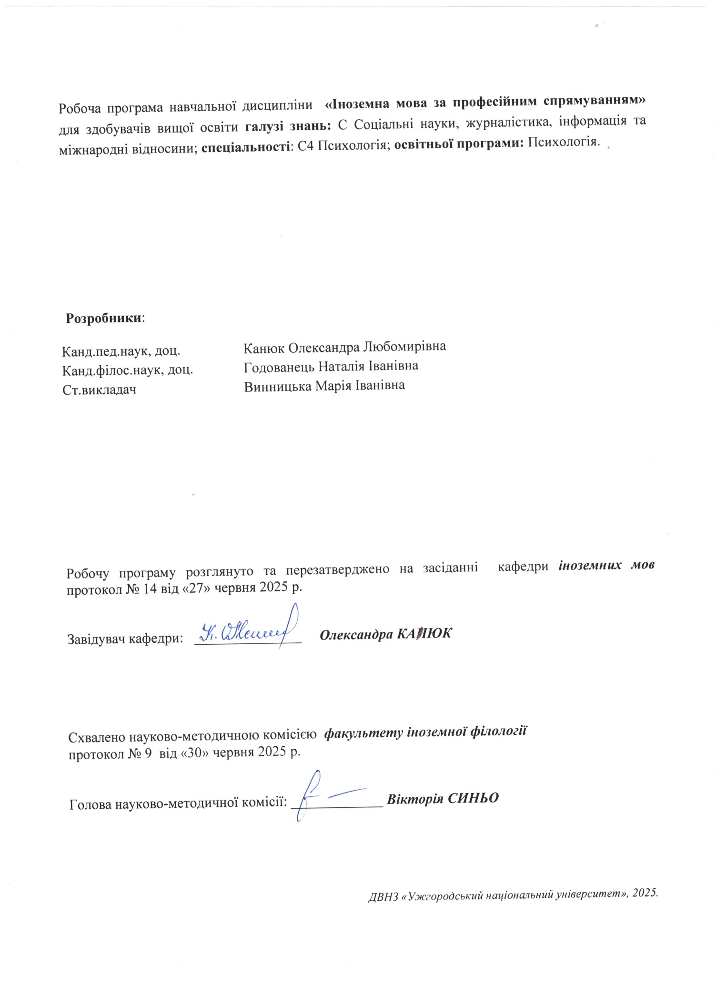 Робоча програма навчальної дисципліни «Іноземна мова за професійним спрямуванням»
для здобувачів вищої освіти галузі знань: С Соціальні науки, журналістика, інформація та
міжнародні відносини; спеціальності: С4 Психологія; освітньої програми: Психологія.
Розробники:
Канд.пед.наук, доц. Канюк Олександра Любомирівна
Канд.філос.наук, доц. Годованець Наталія Іванівна
Ст.викладач Винницька Марія Іванівна
Робочу програму розглянуто та перезатверджено на засіданні кафедри іноземних мов
протокол № 14 від «27» червня 2025 р.
Завідувач кафедри: Олександра КАНЮК
Схвалено науково-методичною комісією факультету іноземної філології
протокол № 9 від «30» червня 2025 р.
Голова науково-методичної комісії: Вікторія СИНЬО
ДВНЗ «Ужгородський національний університет», 2025.